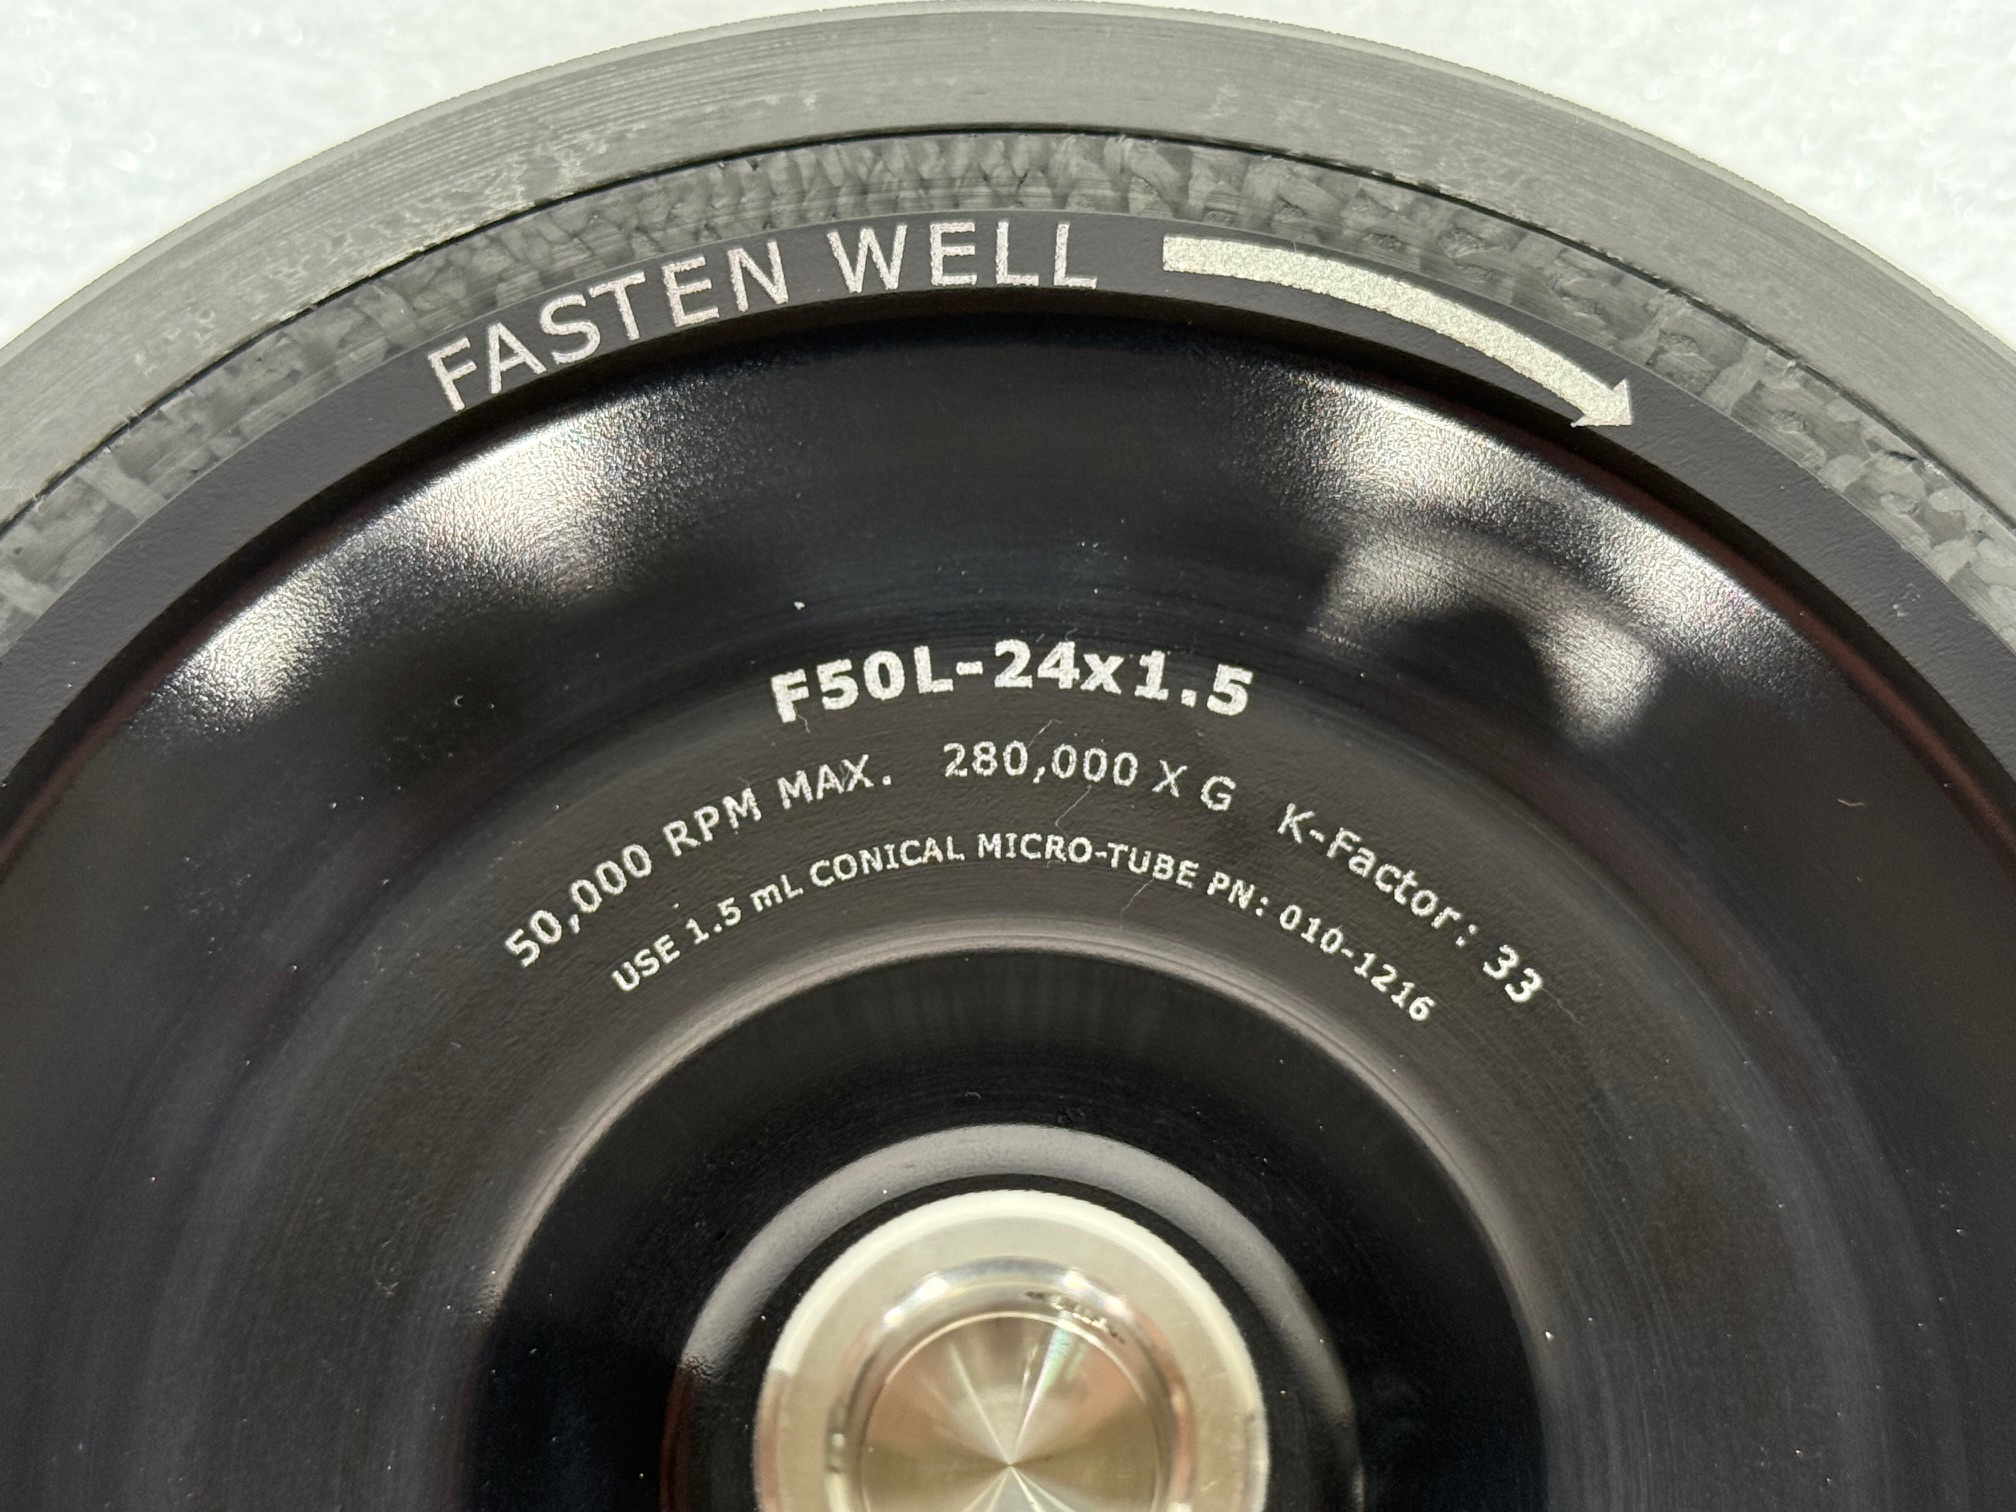 FASTEN WELL
F50L-24x1.5
50,000 RPM MAX. 280,000 X G K-Factor: 33
USE 1.5 mL CONICAL MICRO-TUBE PN: 010-1216